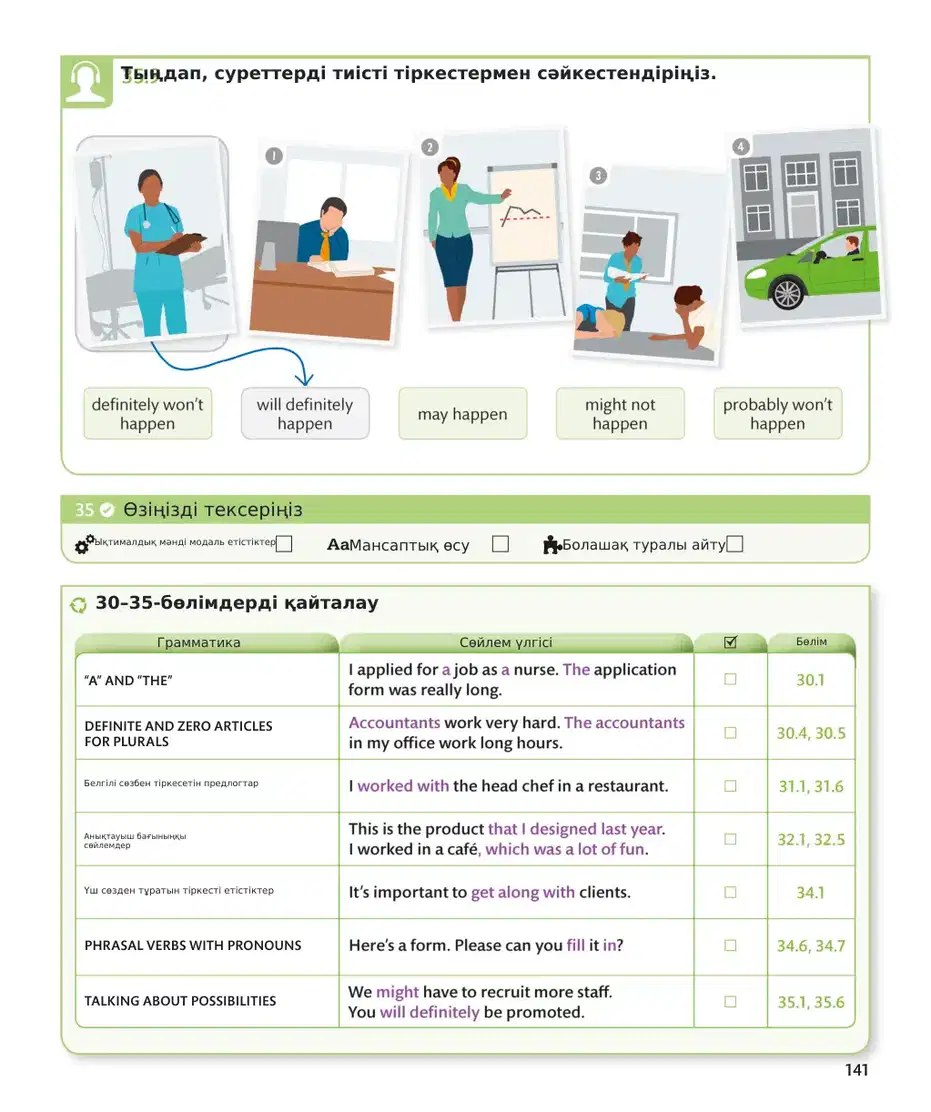 35.9
Тыңдап, суреттерді тиісті тіркестермен сәйкестендіріңіз.
1
2
3
4
definitely won't
happen
will definitely
happen
may happen
might not
happen
probably won't
happen
35 Өзіңізді тексеріңіз
Ықтималдық мәнді модаль етістіктер
Aa Мансаптық өсу
Болашақ туралы айту
30–35-бөлімдерді қайталау
Грамматика Сөйлем үлгісі Бөлім
"A" AND "THE"
I applied for a job as a nurse. The application
form was really long.
30.1
DEFINITE AND ZERO ARTICLES
FOR PLURALS
Accountants work very hard. The accountants
in my office work long hours.
30.4, 30.5
Белгілі сөзбен тіркесетін предлогтар
I worked with the head chef in a restaurant.
31.1, 31.6
Анықтауыш бағыныңқы
сөйлемдер
This is the product that I designed last year.
I worked in a café, which was a lot of fun.
32.1, 32.5
Үш сөзден тұратын тіркесті етістіктер
It's important to get along with clients.
34.1
PHRASAL VERBS WITH PRONOUNS
Here's a form. Please can you fill it in?
34.6, 34.7
TALKING ABOUT POSSIBILITIES
We might have to recruit more staff.
You will definitely be promoted.
35.1, 35.6
141